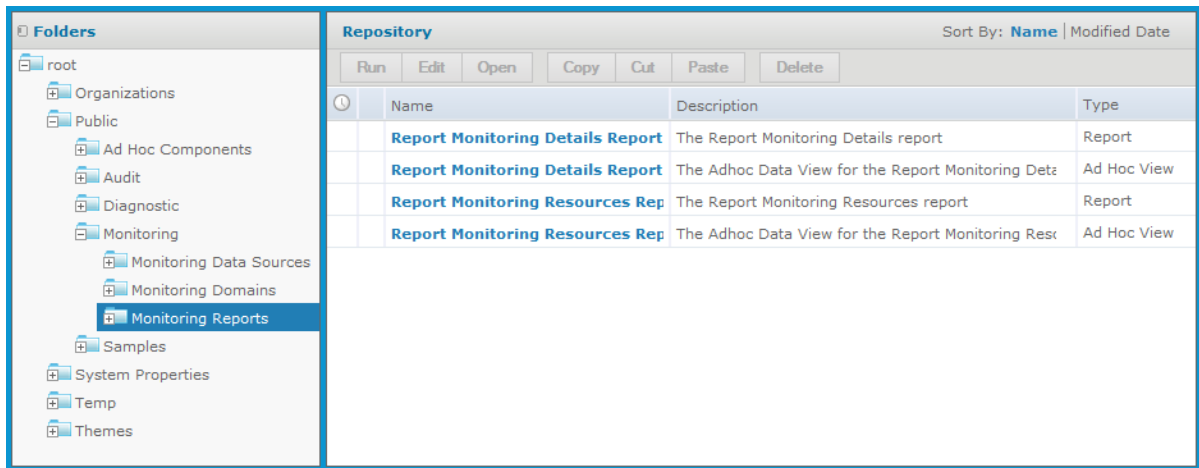 Folders
root
Organizations
Public
Ad Hoc Components
Audit
Diagnostic
Monitoring
Monitoring Data Sources
Monitoring Domains
Monitoring Reports
Samples
System Properties
Temp
Themes
Repository Sort By: Name | Modified Date
Run Edit Open Copy Cut Paste Delete
Name Description Type
Report Monitoring Details Report The Report Monitoring Details report Report
Report Monitoring Details Report The Adhoc Data View for the Report Monitoring Deta Ad Hoc View
Report Monitoring Resources Rep The Report Monitoring Resources report Report
Report Monitoring Resources Rep The Adhoc Data View for the Report Monitoring Reso Ad Hoc View